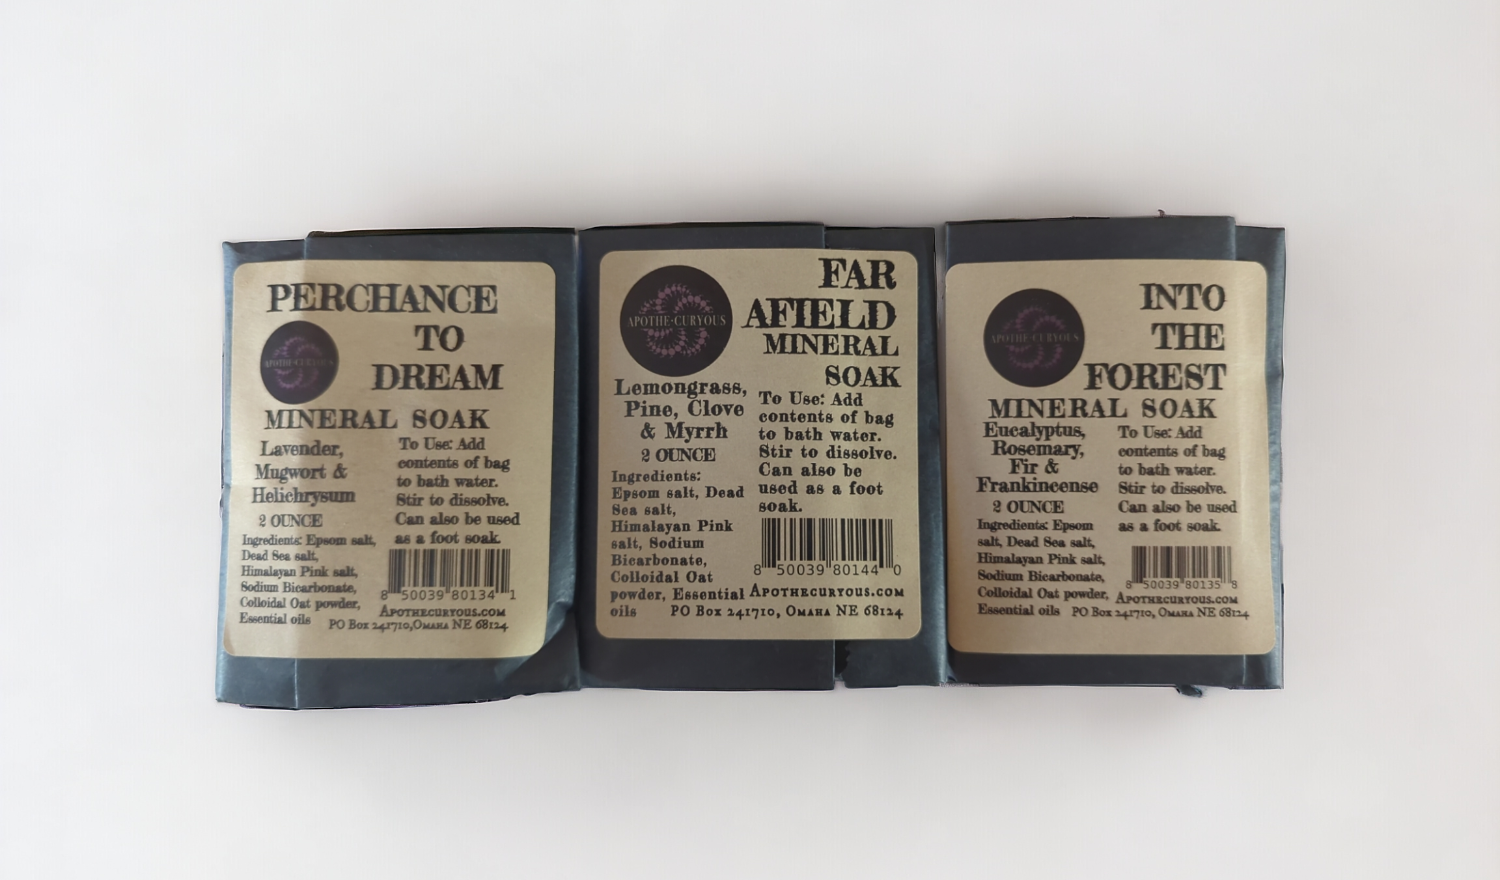 PERCHANCE
TO
DREAM
APOTHE-CURYOUS
MINERAL SOAK
Lavender,
Mugwort &
Helichrysum
2 OUNCE
Ingredients: Epsom salt,
Dead Sea salt,
Himalayan Pink salt,
Sodium Bicarbonate,
Colloidal Oat powder,
Essential oils
To Use: Add
contents of bag
to bath water.
Stir to dissolve.
Can also be used
as a foot soak.
8 50039 80134 1
APOTHECURYOUS.COM
PO BOX 241710, OMAHA NE 68124
FAR
AFIELD
MINERAL
SOAK
APOTHE-CURYOUS
Lemongrass,
Pine, Clove
& Myrrh
2 OUNCE
Ingredients:
Epsom salt, Dead
Sea salt,
Himalayan Pink
salt, Sodium
Bicarbonate,
Colloidal Oat
powder, Essential
oils
To Use: Add
contents of bag
to bath water.
Stir to dissolve.
Can also be
used as a foot
soak.
8 50039 80144 0
APOTHECURYOUS.COM
PO BOX 241710, OMAHA NE 68124
INTO
THE
FOREST
APOTHE-CURYOUS
MINERAL SOAK
Eucalyptus,
Rosemary,
Fir &
Frankincense
2 OUNCE
Ingredients: Epsom
salt, Dead Sea salt,
Himalayan Pink salt,
Sodium Bicarbonate,
Colloidal Oat powder,
Essential oils
To Use: Add
contents of bag
to bath water.
Stir to dissolve.
Can also be used
as a foot soak.
8 50039 80135 8
APOTHECURYOUS.COM
PO BOX 241710, OMAHA NE 68124